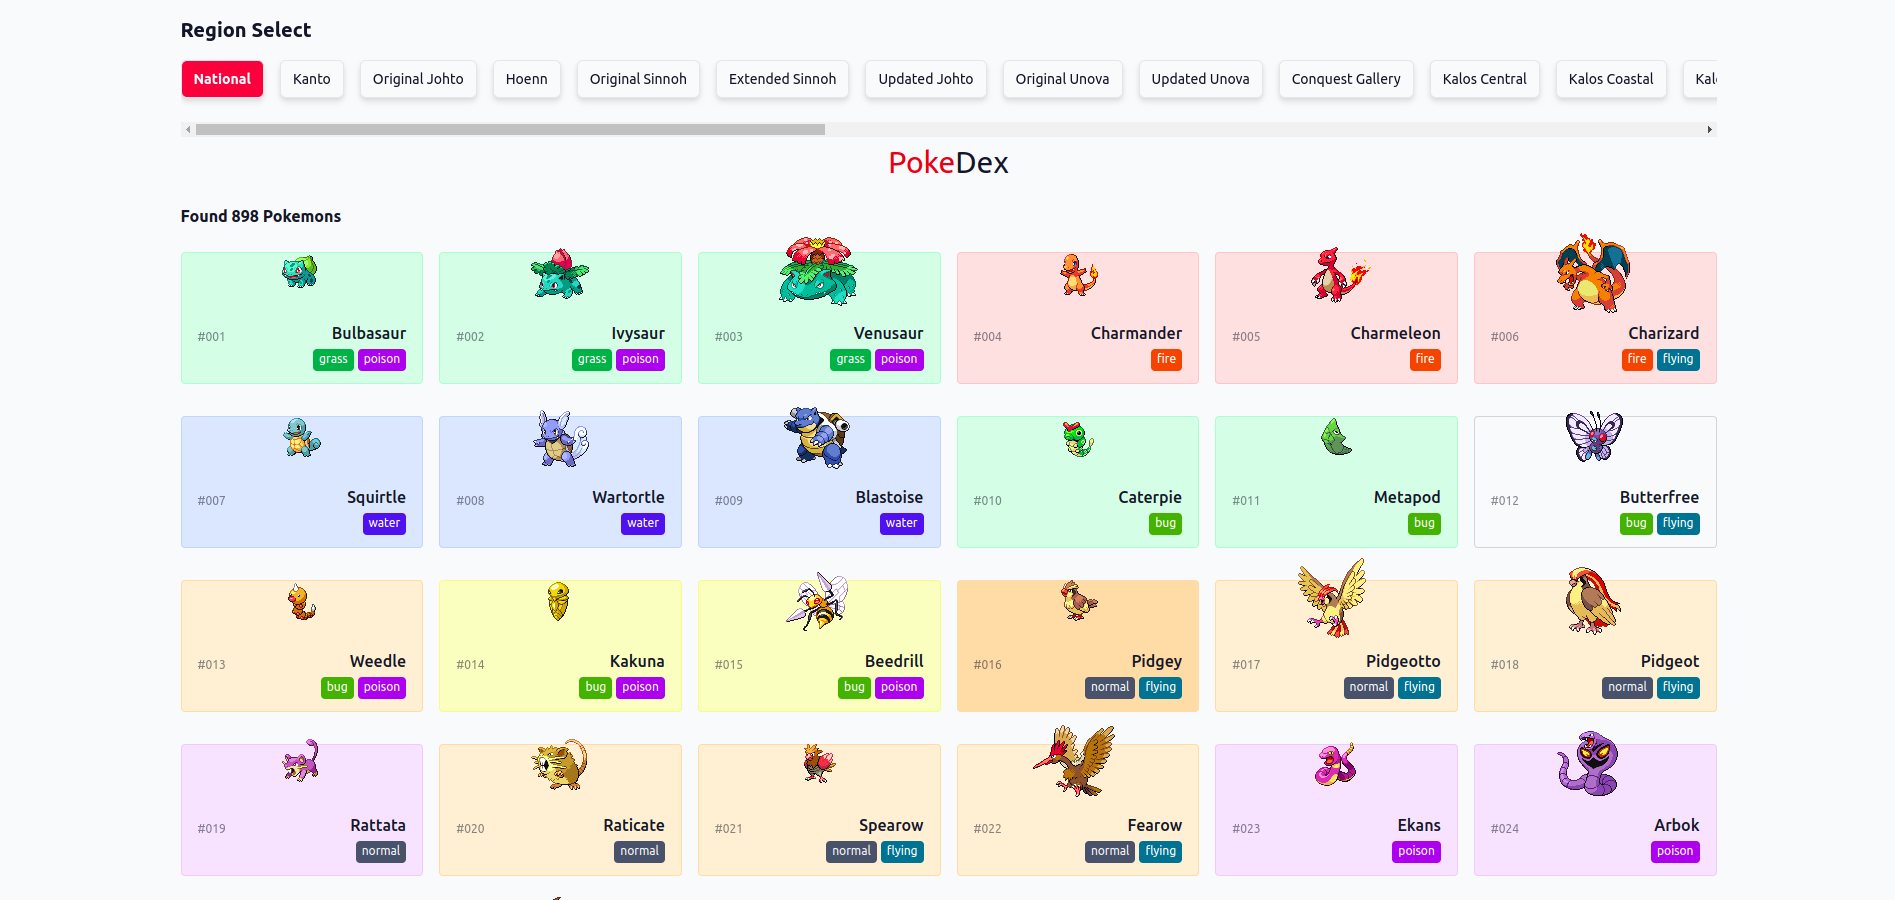 Region Select
National Kanto Original Johto Hoenn Original Sinnoh Extended Sinnoh Updated Johto Original Unova Updated Unova Conquest Gallery Kalos Central Kalos Coastal
PokeDex
Found 898 Pokemons
#001 Bulbasaur #002 Ivysaur #003 Venusaur #004 Charmander #005 Charmeleon #006 Charizard
grass poison grass poison grass poison fire fire fire flying
#007 Squirtle #008 Wartortle #009 Blastoise #010 Caterpie #011 Metapod #012 Butterfree
water water water bug bug bug flying
#013 Weedle #014 Kakuna #015 Beedrill #016 Pidgey #017 Pidgeotto #018 Pidgeot
bug poison bug poison bug poison normal flying normal flying normal flying
#019 Rattata #020 Raticate #021 Spearow #022 Fearow #023 Ekans #024 Arbok
normal normal normal flying normal flying poison poison